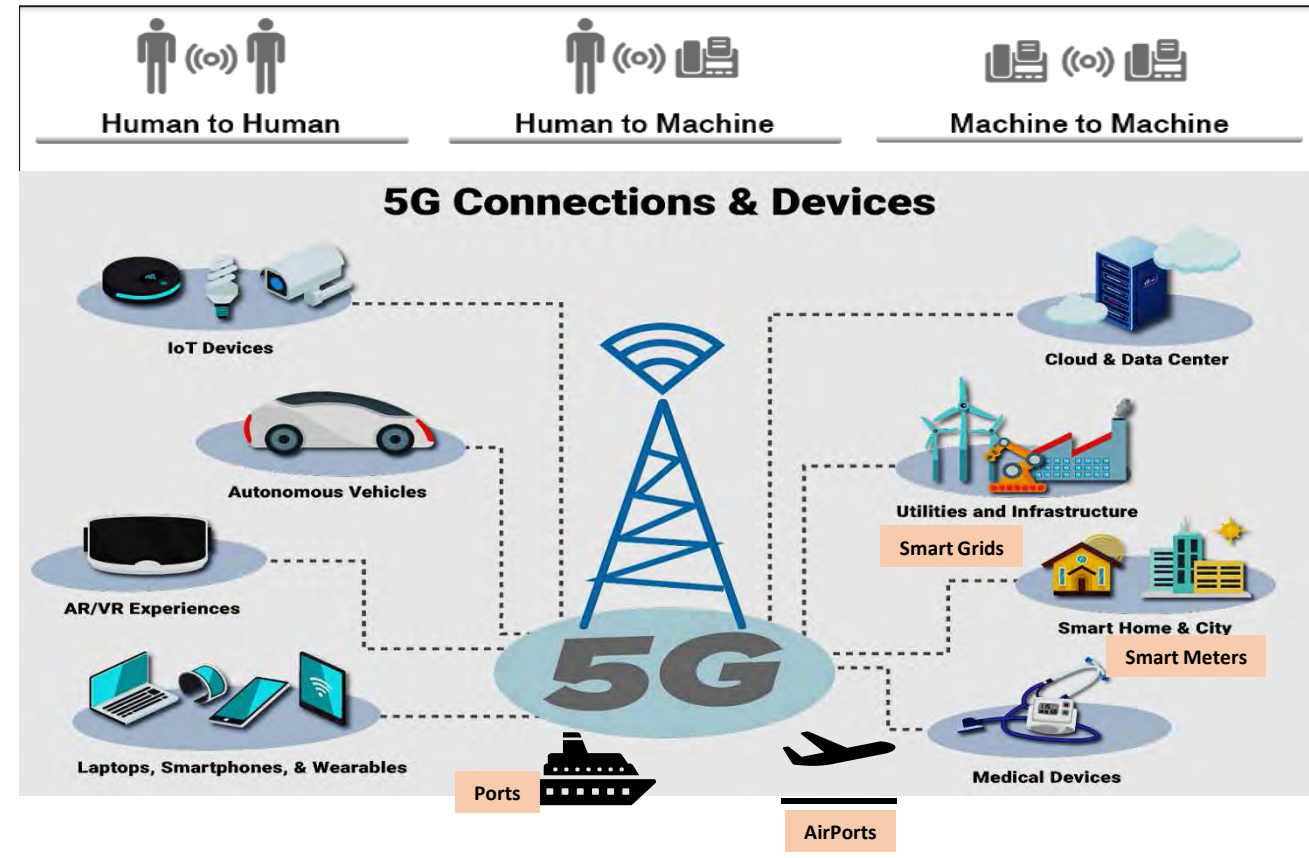 Human to Human
Human to Machine
Machine to Machine
5G Connections & Devices
IoT Devices
Cloud & Data Center
Autonomous Vehicles
Utilities and Infrastructure
Smart Grids
AR/VR Experiences
Smart Home & City
Smart Meters
5G
Laptops, Smartphones, & Wearables
Medical Devices
Ports
AirPorts